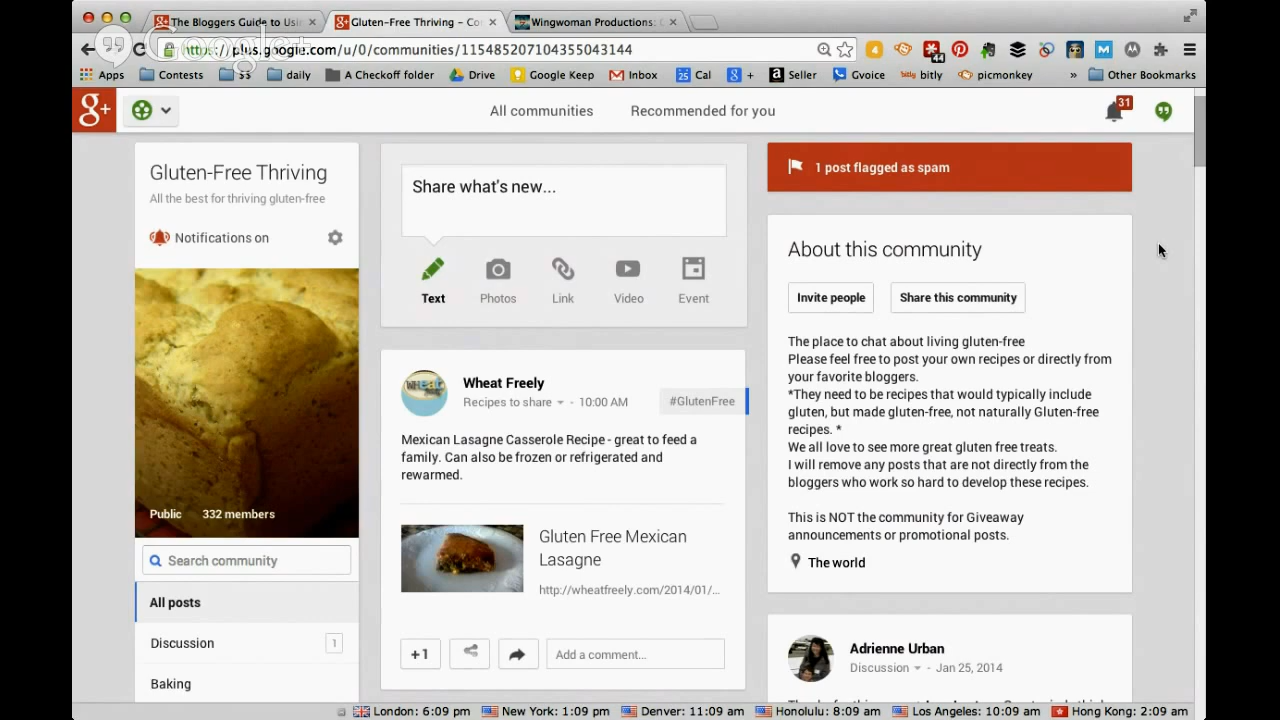 The Bloggers Guide to Usi
Gluten-Free Thriving – Co
Wingwoman Productions: C
https://plus.google.com/u/0/communities/115485207104355043144
Google+
4
44
M
Apps
Contests
$$
daily
A Checkoff folder
Drive
Google Keep
Inbox
25 Cal
g +
a Seller
Gvoice
bitly bitly
picmonkey
»
Other Bookmarks
g+
All communities
Recommended for you
31
Gluten-Free Thriving
All the best for thriving gluten-free
Notifications on
Public 332 members
Search community
All posts
Discussion 1
Baking
Share what's new...
Text
Photos
Link
Video
Event
WHEAT
Wheat Freely
Recipes to share - 10:00 AM
#GlutenFree
Mexican Lasagne Casserole Recipe - great to feed a
family. Can also be frozen or refrigerated and
rewarmed.
Gluten Free Mexican
Lasagne
http://wheatfreely.com/2014/01/...
+1
Add a comment...
1 post flagged as spam
About this community
Invite people
Share this community
The place to chat about living gluten-free
Please feel free to post your own recipes or directly from
your favorite bloggers.
*They need to be recipes that would typically include
gluten, but made gluten-free, not naturally Gluten-free
recipes. *
We all love to see more great gluten free treats.
I will remove any posts that are not directly from the
bloggers who work so hard to develop these recipes.
This is NOT the community for Giveaway
announcements or promotional posts.
The world
Adrienne Urban
Discussion - Jan 25, 2014
London: 6:09 pm
New York: 1:09 pm
Denver: 11:09 am
Honolulu: 8:09 am
Los Angeles: 10:09 am
Hong Kong: 2:09 am